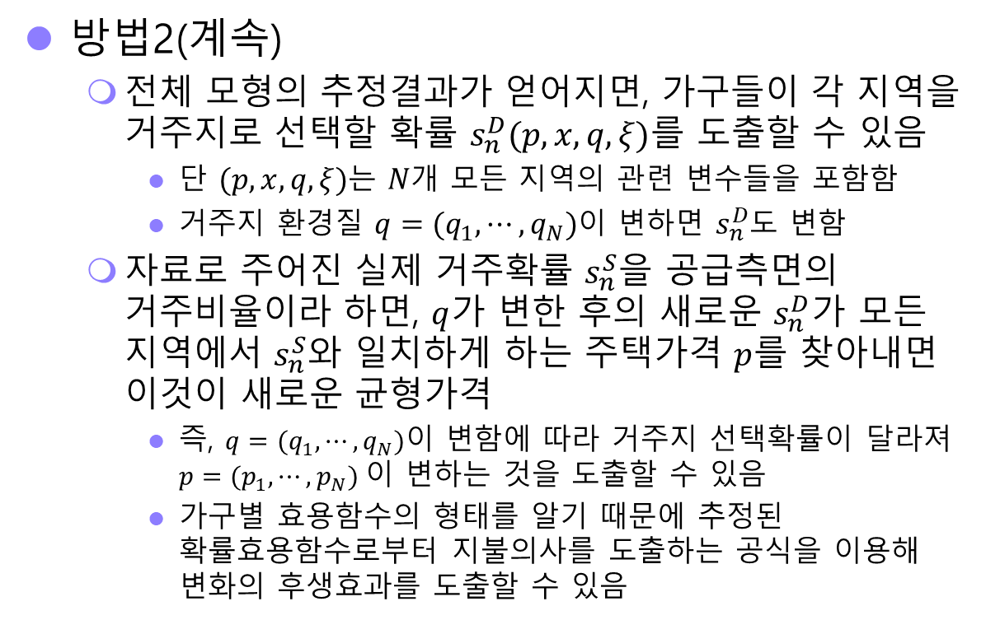 ● 방법2(계속)
❍ 전체 모형의 추정결과가 얻어지면, 가구들이 각 지역을
거주지로 선택할 확률 $s_n^D(p, x, q, \xi)$를 도출할 수 있음
● 단 $(p, x, q, \xi)$는 $N$개 모든 지역의 관련 변수들을 포함함
● 거주지 환경질 $q = (q_1, \cdots, q_N)$이 변하면 $s_n^D$도 변함
❍ 자료로 주어진 실제 거주확률 $s_n^S$을 공급측면의
거주비율이라 하면, $q$가 변한 후의 새로운 $s_n^D$가 모든
지역에서 $s_n^S$와 일치하게 하는 주택가격 $p$를 찾아내면
이것이 새로운 균형가격
● 즉, $q = (q_1, \cdots, q_N)$이 변함에 따라 거주지 선택확률이 달라져
$p = (p_1, \cdots, p_N)$ 이 변하는 것을 도출할 수 있음
● 가구별 효용함수의 형태를 알기 때문에 추정된
확률효용함수로부터 지불의사를 도출하는 공식을 이용해
변화의 후생효과를 도출할 수 있음